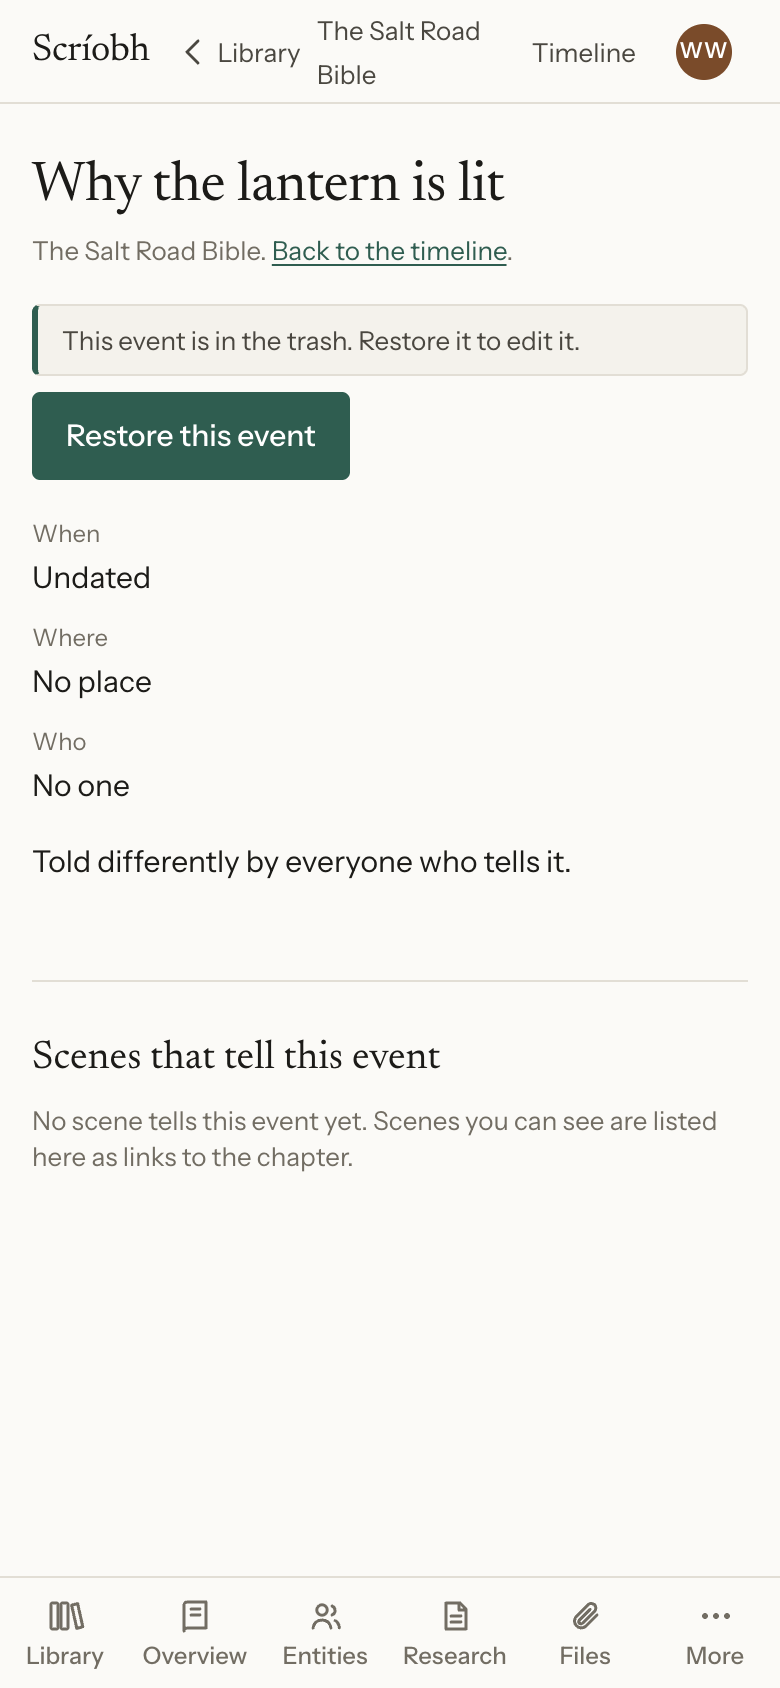 Scríobh
Library
The Salt Road
Bible
Timeline
WW
Why the lantern is lit
The Salt Road Bible. Back to the timeline.
This event is in the trash. Restore it to edit it.
Restore this event
When
Undated
Where
No place
Who
No one
Told differently by everyone who tells it.
Scenes that tell this event
No scene tells this event yet. Scenes you can see are listed
here as links to the chapter.
Library
Overview
Entities
Research
Files
More